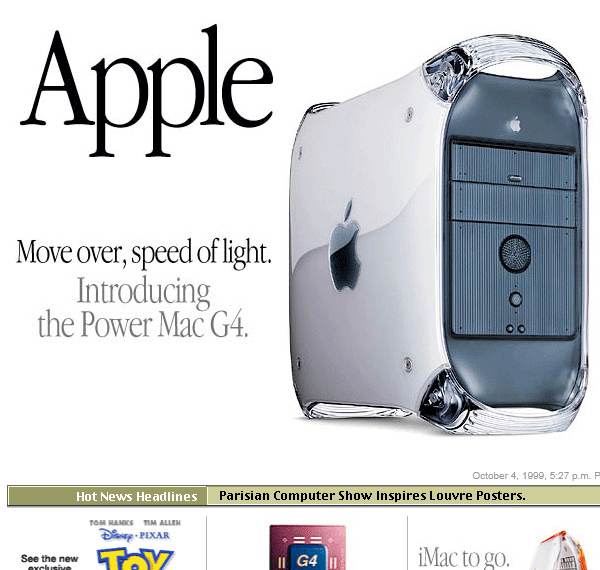 Apple
Move over, speed of light.
Introducing
the Power Mac G4.
October 4, 1999, 5:27 p.m. P
Hot News Headlines
Parisian Computer Show Inspires Louvre Posters.
TOM HANKS TIM ALLEN
Disney · PIXAR
See the new
exclusive
TOY
G4
iMac to go.